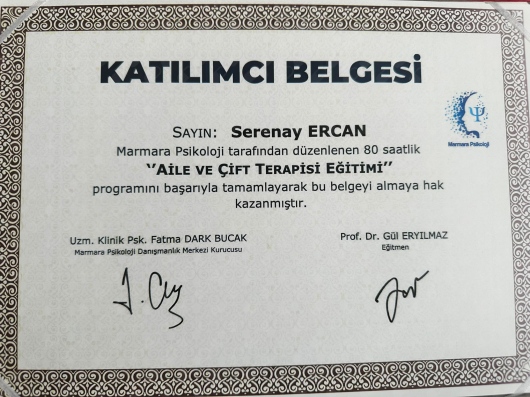 KATILIMCI BELGESİ
SAYIN: Serenay ERCAN
Marmara Psikoloji tarafından düzenlenen 80 saatlik
‘‘AİLE VE ÇİFT TERAPİSİ EĞİTİMİ’’
programını başarıyla tamamlayarak bu belgeyi almaya hak
kazanmıştır.
Ψ
Marmara Psikoloji
Uzm. Klinik Psk. Fatma DARK BUCAK
Marmara Psikoloji Danışmanlık Merkezi Kurucusu
Prof. Dr. Gül ERYILMAZ
Eğitmen